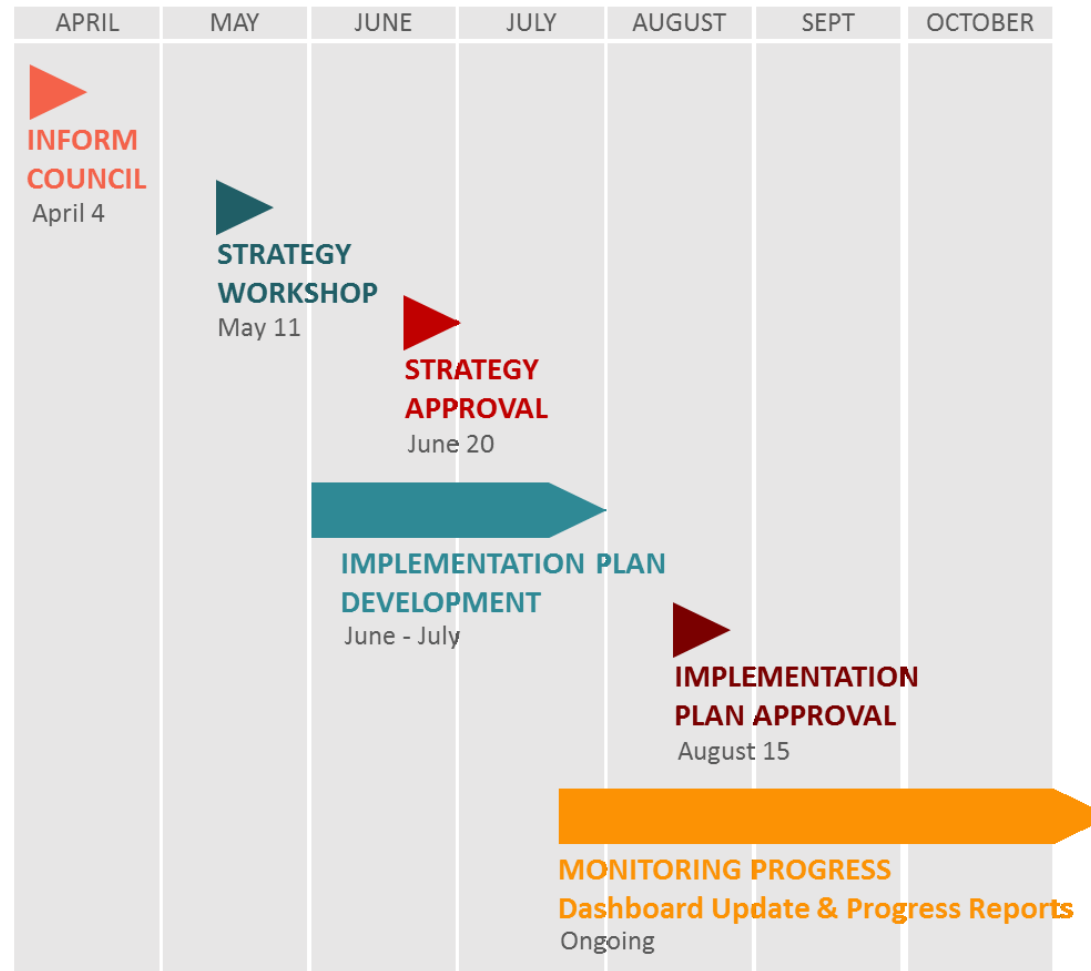 APRIL MAY JUNE JULY AUGUST SEPT OCTOBER
INFORM
COUNCIL
April 4
STRATEGY
WORKSHOP
May 11
STRATEGY
APPROVAL
June 20
IMPLEMENTATION PLAN
DEVELOPMENT
June - July
IMPLEMENTATION
PLAN APPROVAL
August 15
MONITORING PROGRESS
Dashboard Update & Progress Reports
Ongoing